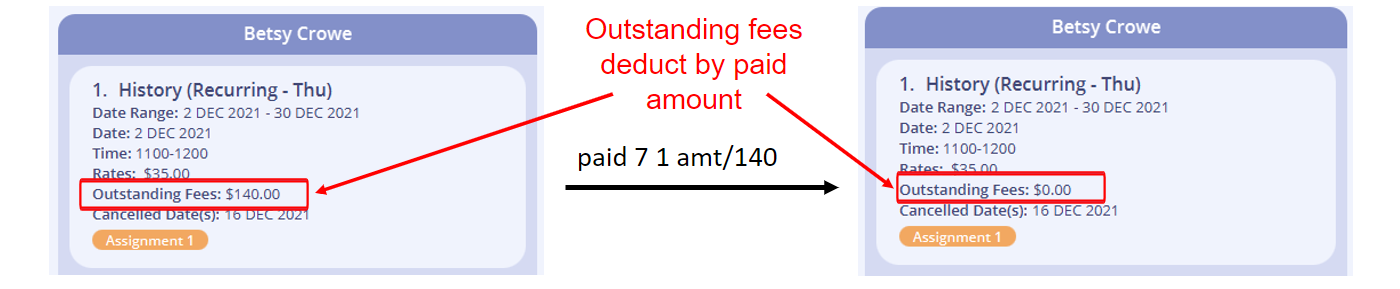 Betsy Crowe
1. History (Recurring - Thu)
Date Range: 2 DEC 2021 - 30 DEC 2021
Date: 2 DEC 2021
Time: 1100-1200
Rates: $35.00
Outstanding Fees: $140.00
Cancelled Date(s): 16 DEC 2021
Assignment 1
Outstanding fees
deduct by paid
amount
paid 7 1 amt/140
Betsy Crowe
1. History (Recurring - Thu)
Date Range: 2 DEC 2021 - 30 DEC 2021
Date: 2 DEC 2021
Time: 1100-1200
Rates: $35.00
Outstanding Fees: $0.00
Cancelled Date(s): 16 DEC 2021
Assignment 1